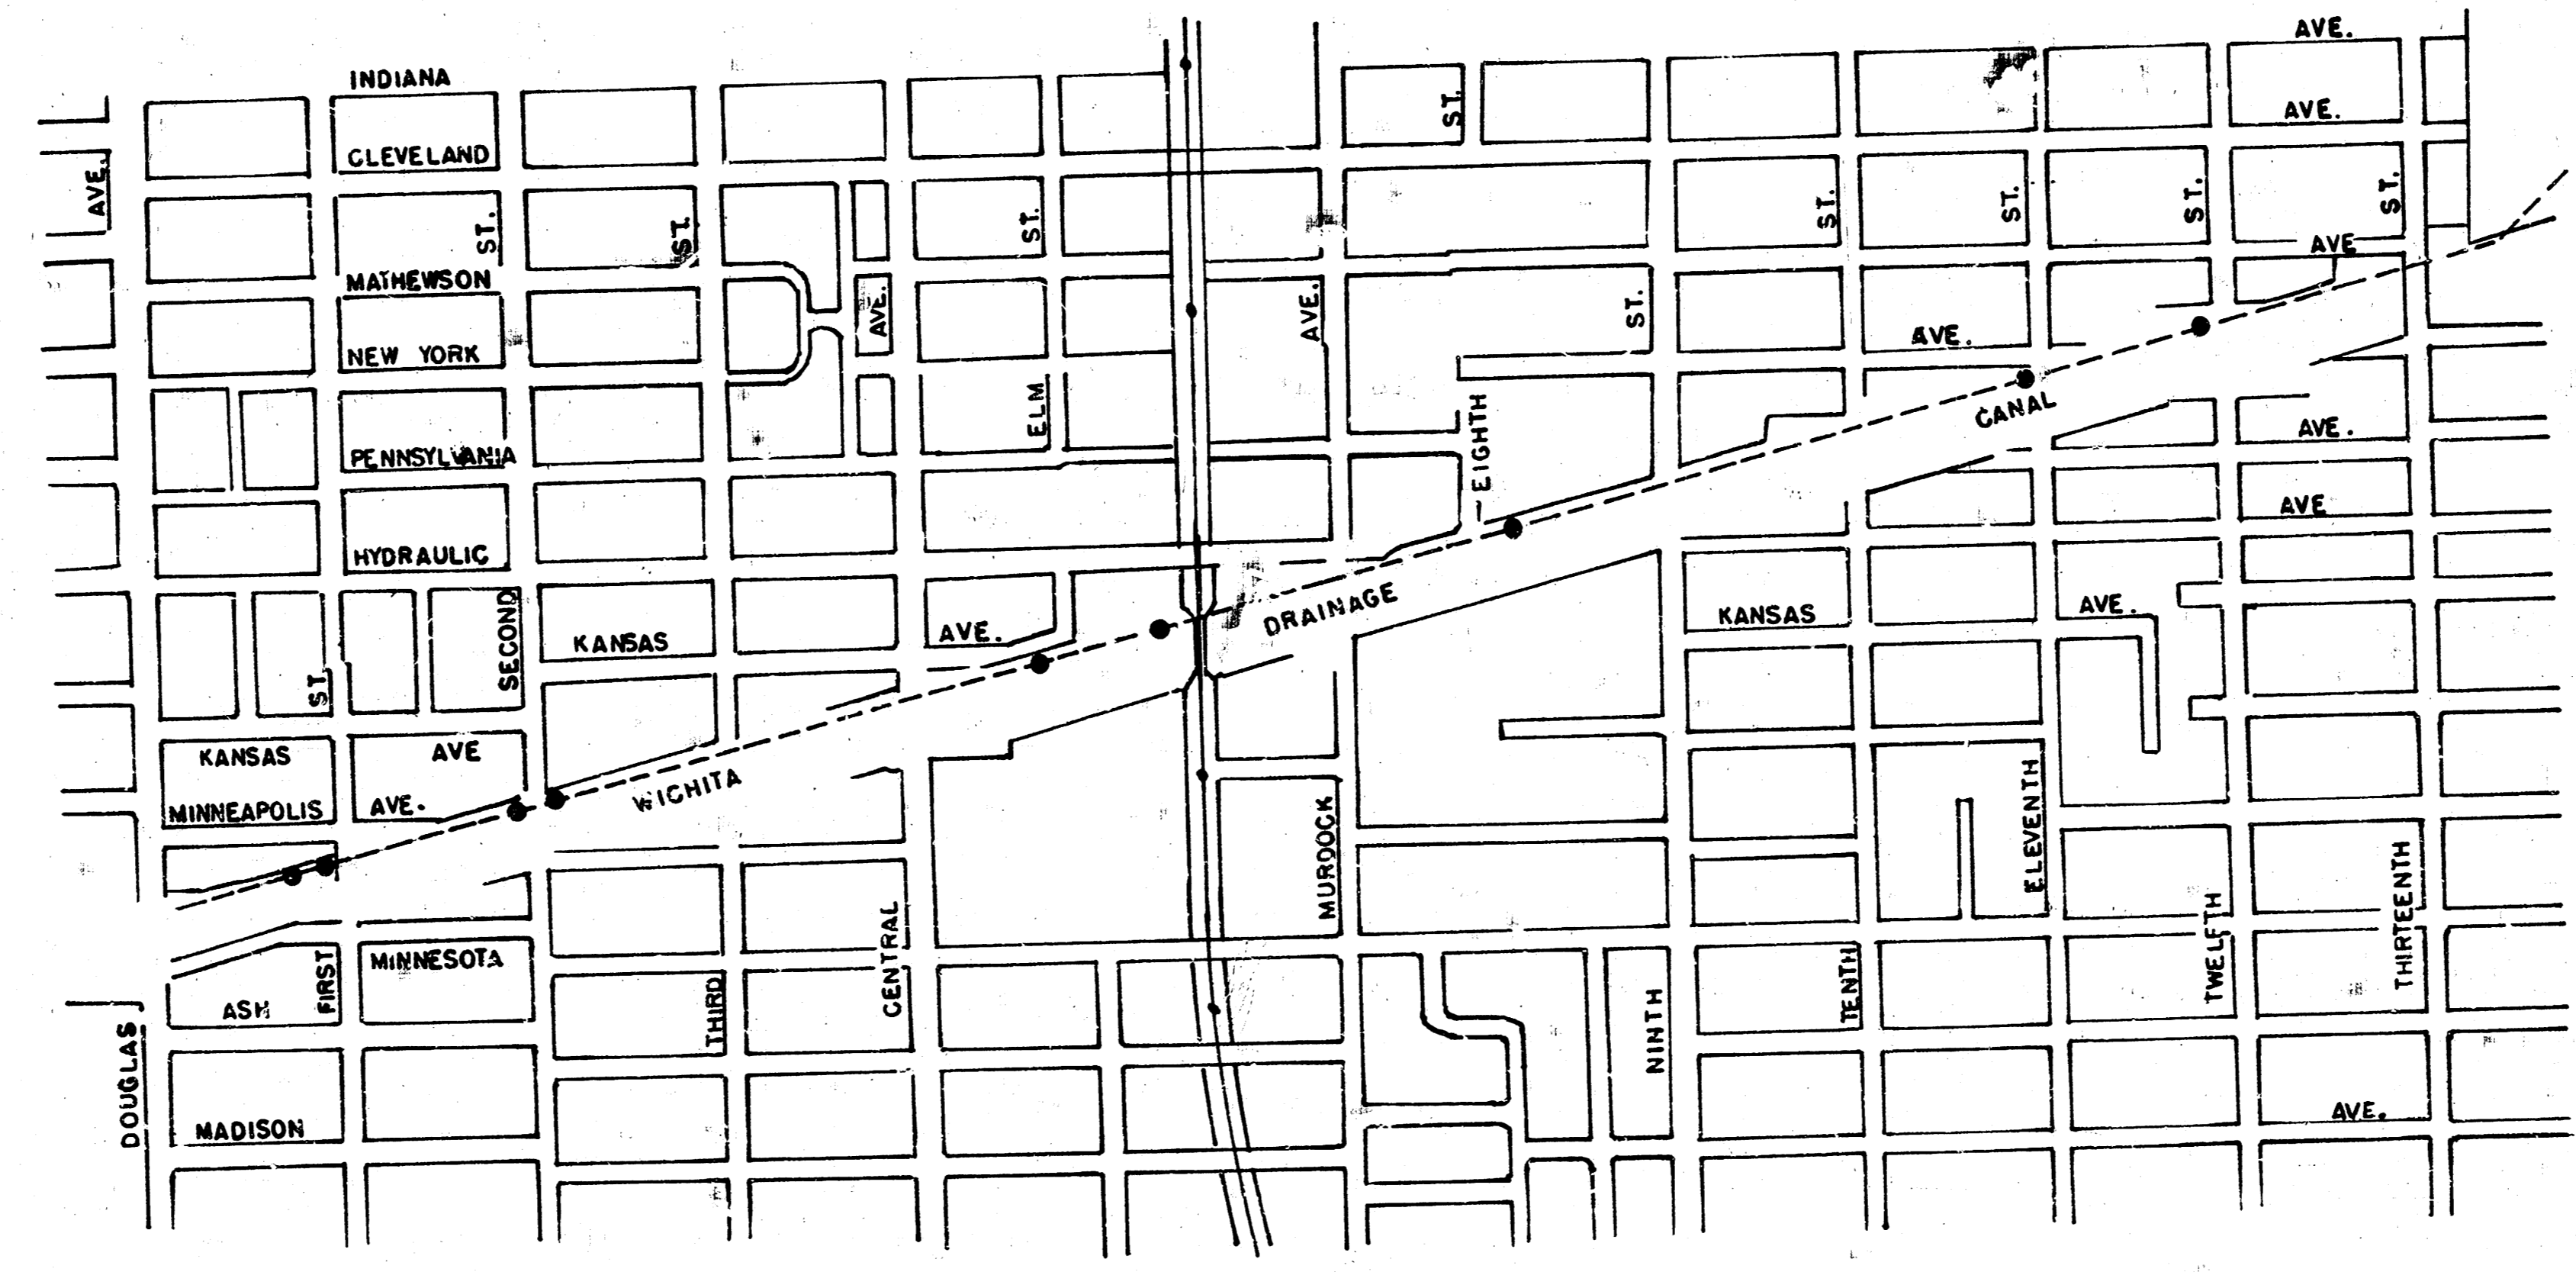 AVE.
INDIANA
AVE.
ST.
CLEVELAND
AVE.
ST.
ST.
ST.
ST.
ST.
ST.
ST.
ST.
AVE
MATHEWSON
AVE.
AVE.
ST.
AVE.
NEW YORK
CANAL
ELM
EIGHTH
AVE.
PENNSYLVANIA
AVE
HYDRAULIC
DRAINAGE
AVE.
KANSAS
AVE.
KANSAS
SECOND
ST.
KANSAS AVE
WICHITA
MINNEAPOLIS AVE.
MURDOCK
ELEVENTH
THIRTEENTH
TWELFTH
CENTRAL
MINNESOTA
FIRST
ASH
THIRD
TENTH
NINTH
DOUGLAS
MADISON
AVE.